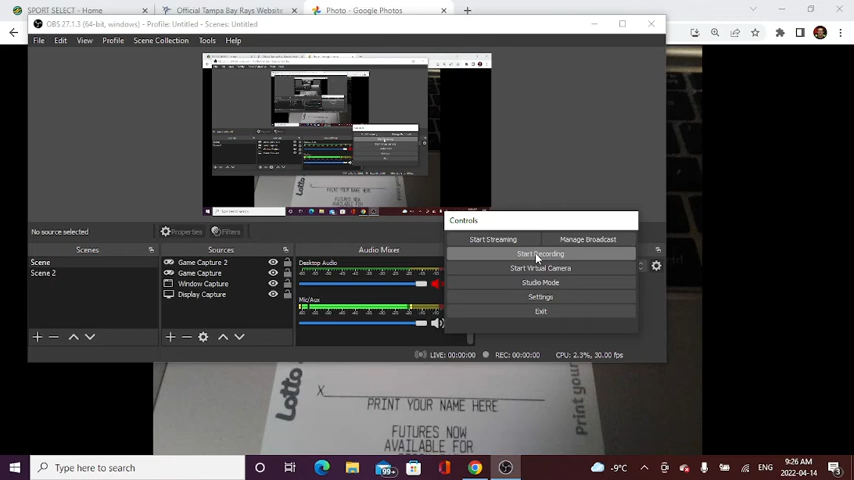 SPORT SELECT - Home
Official Tampa Bay Rays Website
Photo - Google Photos
OBS 27.1.3 (64-bit, windows) - Profile: Untitled - Scenes: Untitled
File Edit View Profile Scene Collection Tools Help
No source selected
Properties
Filters
Controls
Start Streaming
Manage Broadcast
Start Recording
Start Virtual Camera
Studio Mode
Settings
Exit
Scenes
Scene
Scene 2
Sources
Game Capture 2
Game Capture
Window Capture
Display Capture
Audio Mixer
Desktop Audio
Mic/Aux
LIVE: 00:00:00
REC: 00:00:00
CPU: 2.3%, 30.00 fps
Lotto
X
PRINT YOUR NAME HERE
FUTURES NOW
AVAILABLE FOR
Print your
Type here to search
99+
-9°C
ENG
9:26 AM
2022-04-14
3